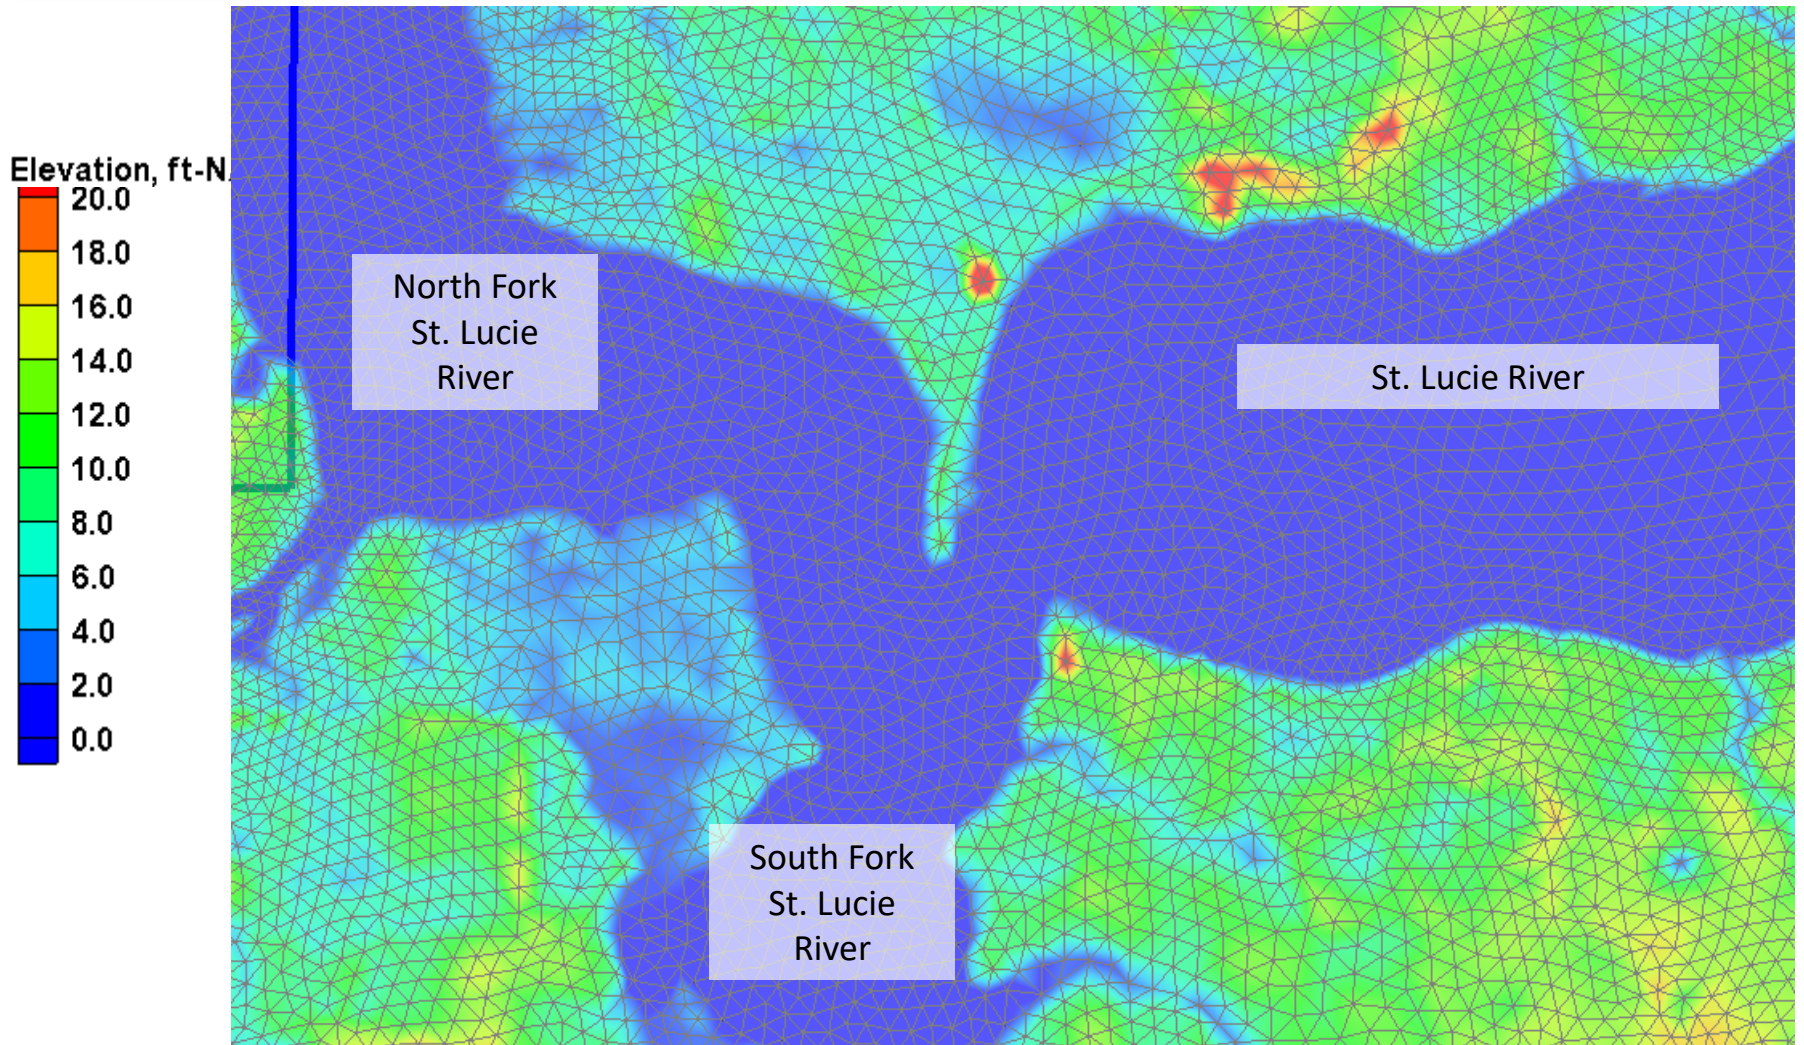 Elevation, ft-N.
20.0
18.0
16.0
14.0
12.0
10.0
8.0
6.0
4.0
2.0
0.0
North Fork
St. Lucie
River
St. Lucie River
South Fork
St. Lucie
River